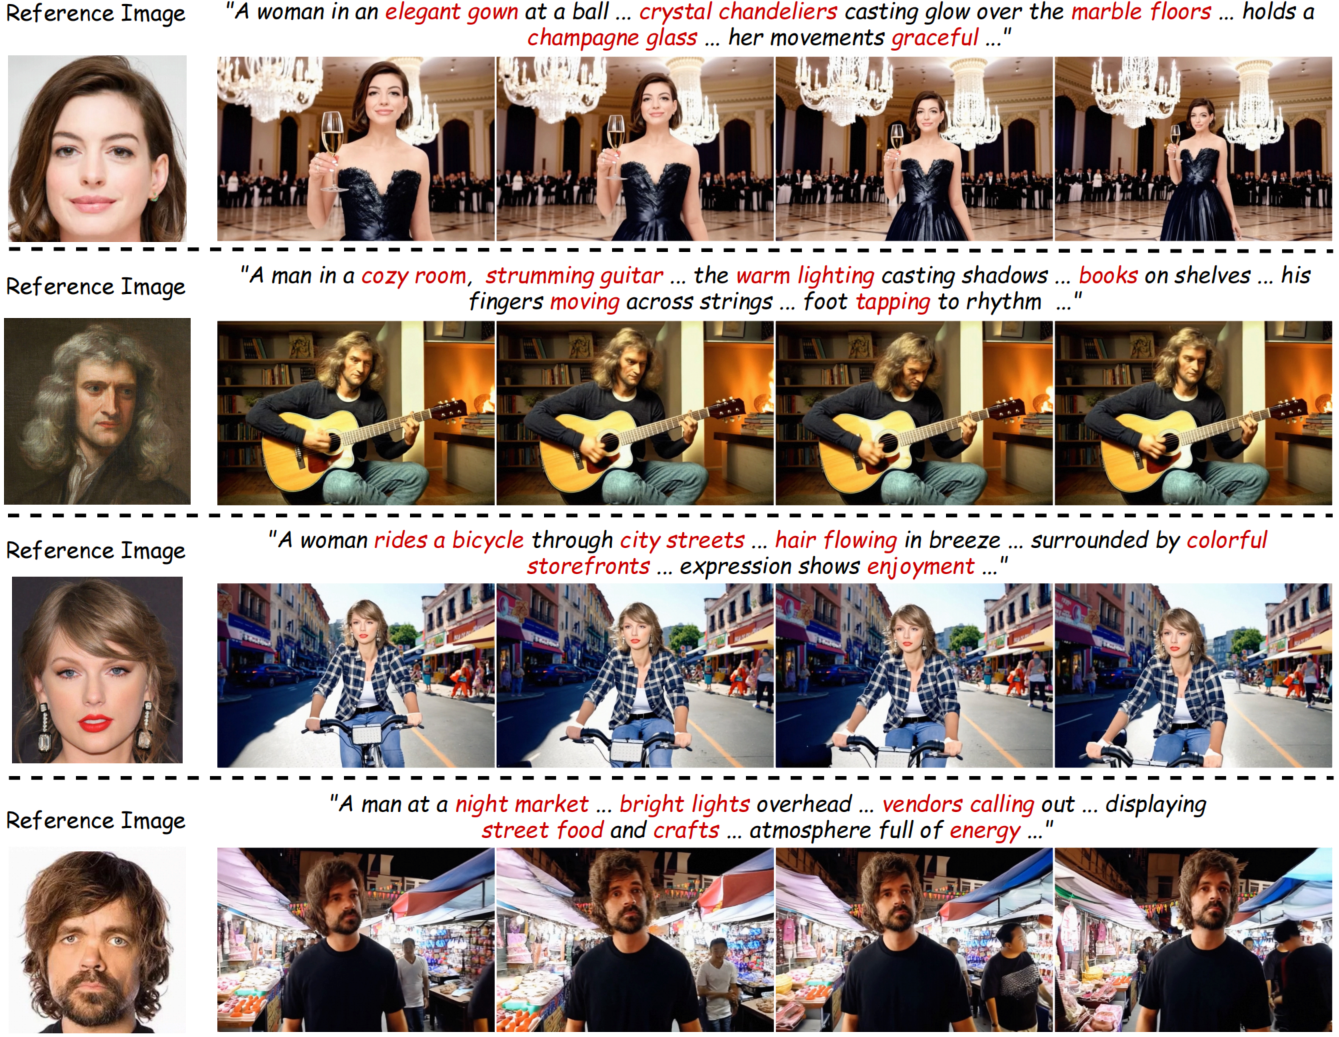 Reference Image
"A woman in an elegant gown at a ball ... crystal chandeliers casting glow over the marble floors ... holds a
champagne glass ... her movements graceful ..."
Reference Image
"A man in a cozy room, strumming guitar ... the warm lighting casting shadows ... books on shelves ... his
fingers moving across strings ... foot tapping to rhythm ..."
Reference Image
"A woman rides a bicycle through city streets ... hair flowing in breeze ... surrounded by colorful
storefronts ... expression shows enjoyment ..."
Reference Image
"A man at a night market ... bright lights overhead ... vendors calling out ... displaying
street food and crafts ... atmosphere full of energy ..."